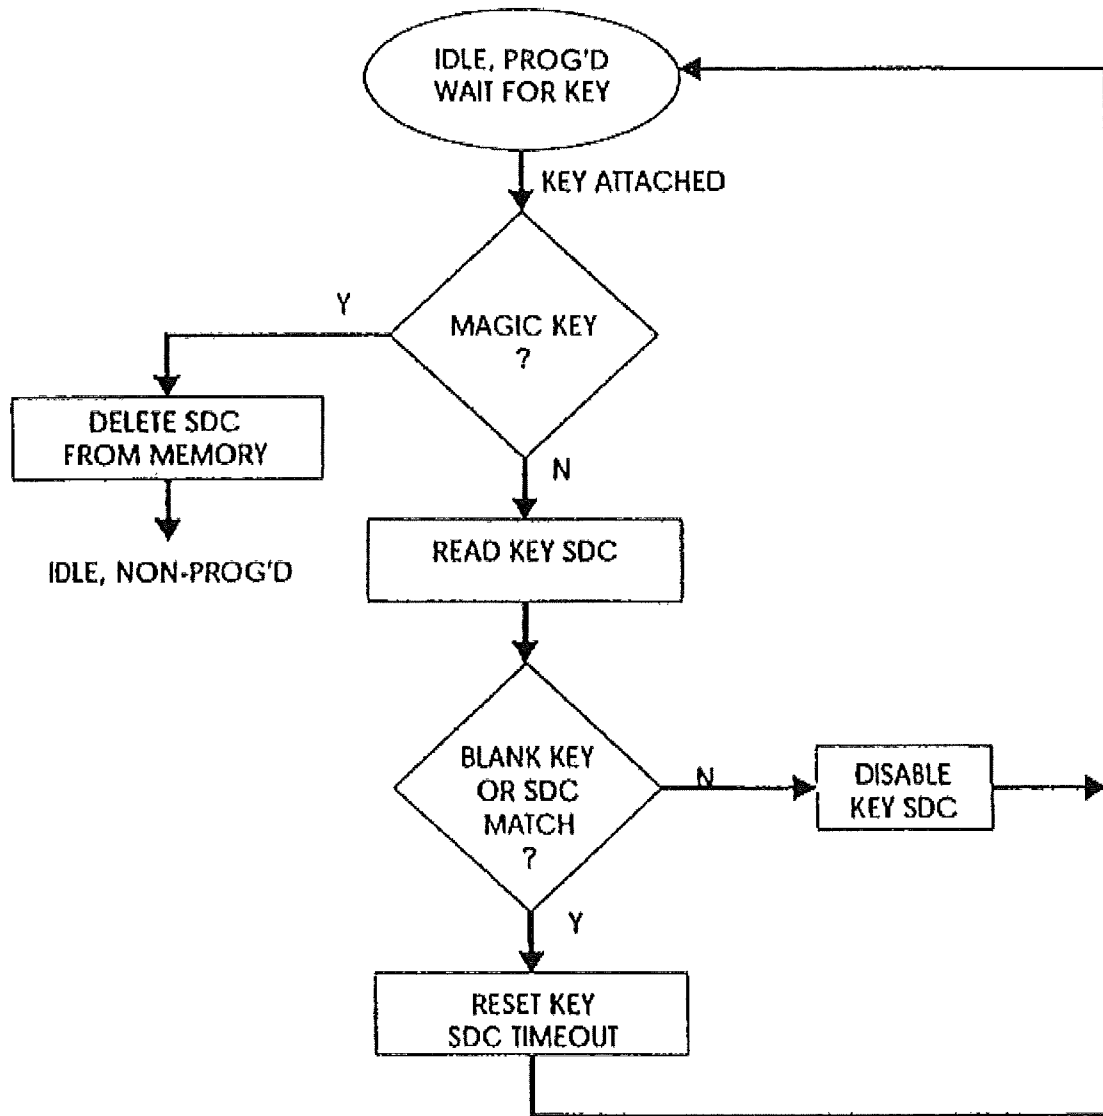 IDLE, PROG'D
WAIT FOR KEY
KEY ATTACHED
Y
MAGIC KEY
?
DELETE SDC
FROM MEMORY
N
READ KEY SDC
IDLE, NON-PROG'D
BLANK KEY
OR SDC
MATCH
?
N
DISABLE
KEY SDC
Y
RESET KEY
SDC TIMEOUT